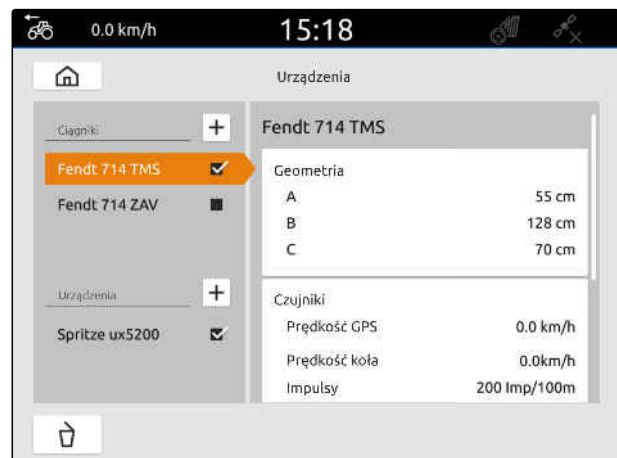 0.0 km/h
15:18
Urządzenia
Ciągniki
Fendt 714 TMS
Fendt 714 ZAV
Urządzenia
Spritze ux5200
Fendt 714 TMS
Geometria
A 55 cm
B 128 cm
C 70 cm
Czujniki
Prędkość GPS 0.0 km/h
Prędkość koła 0.0km/h
Impulsy 200 Imp/100m